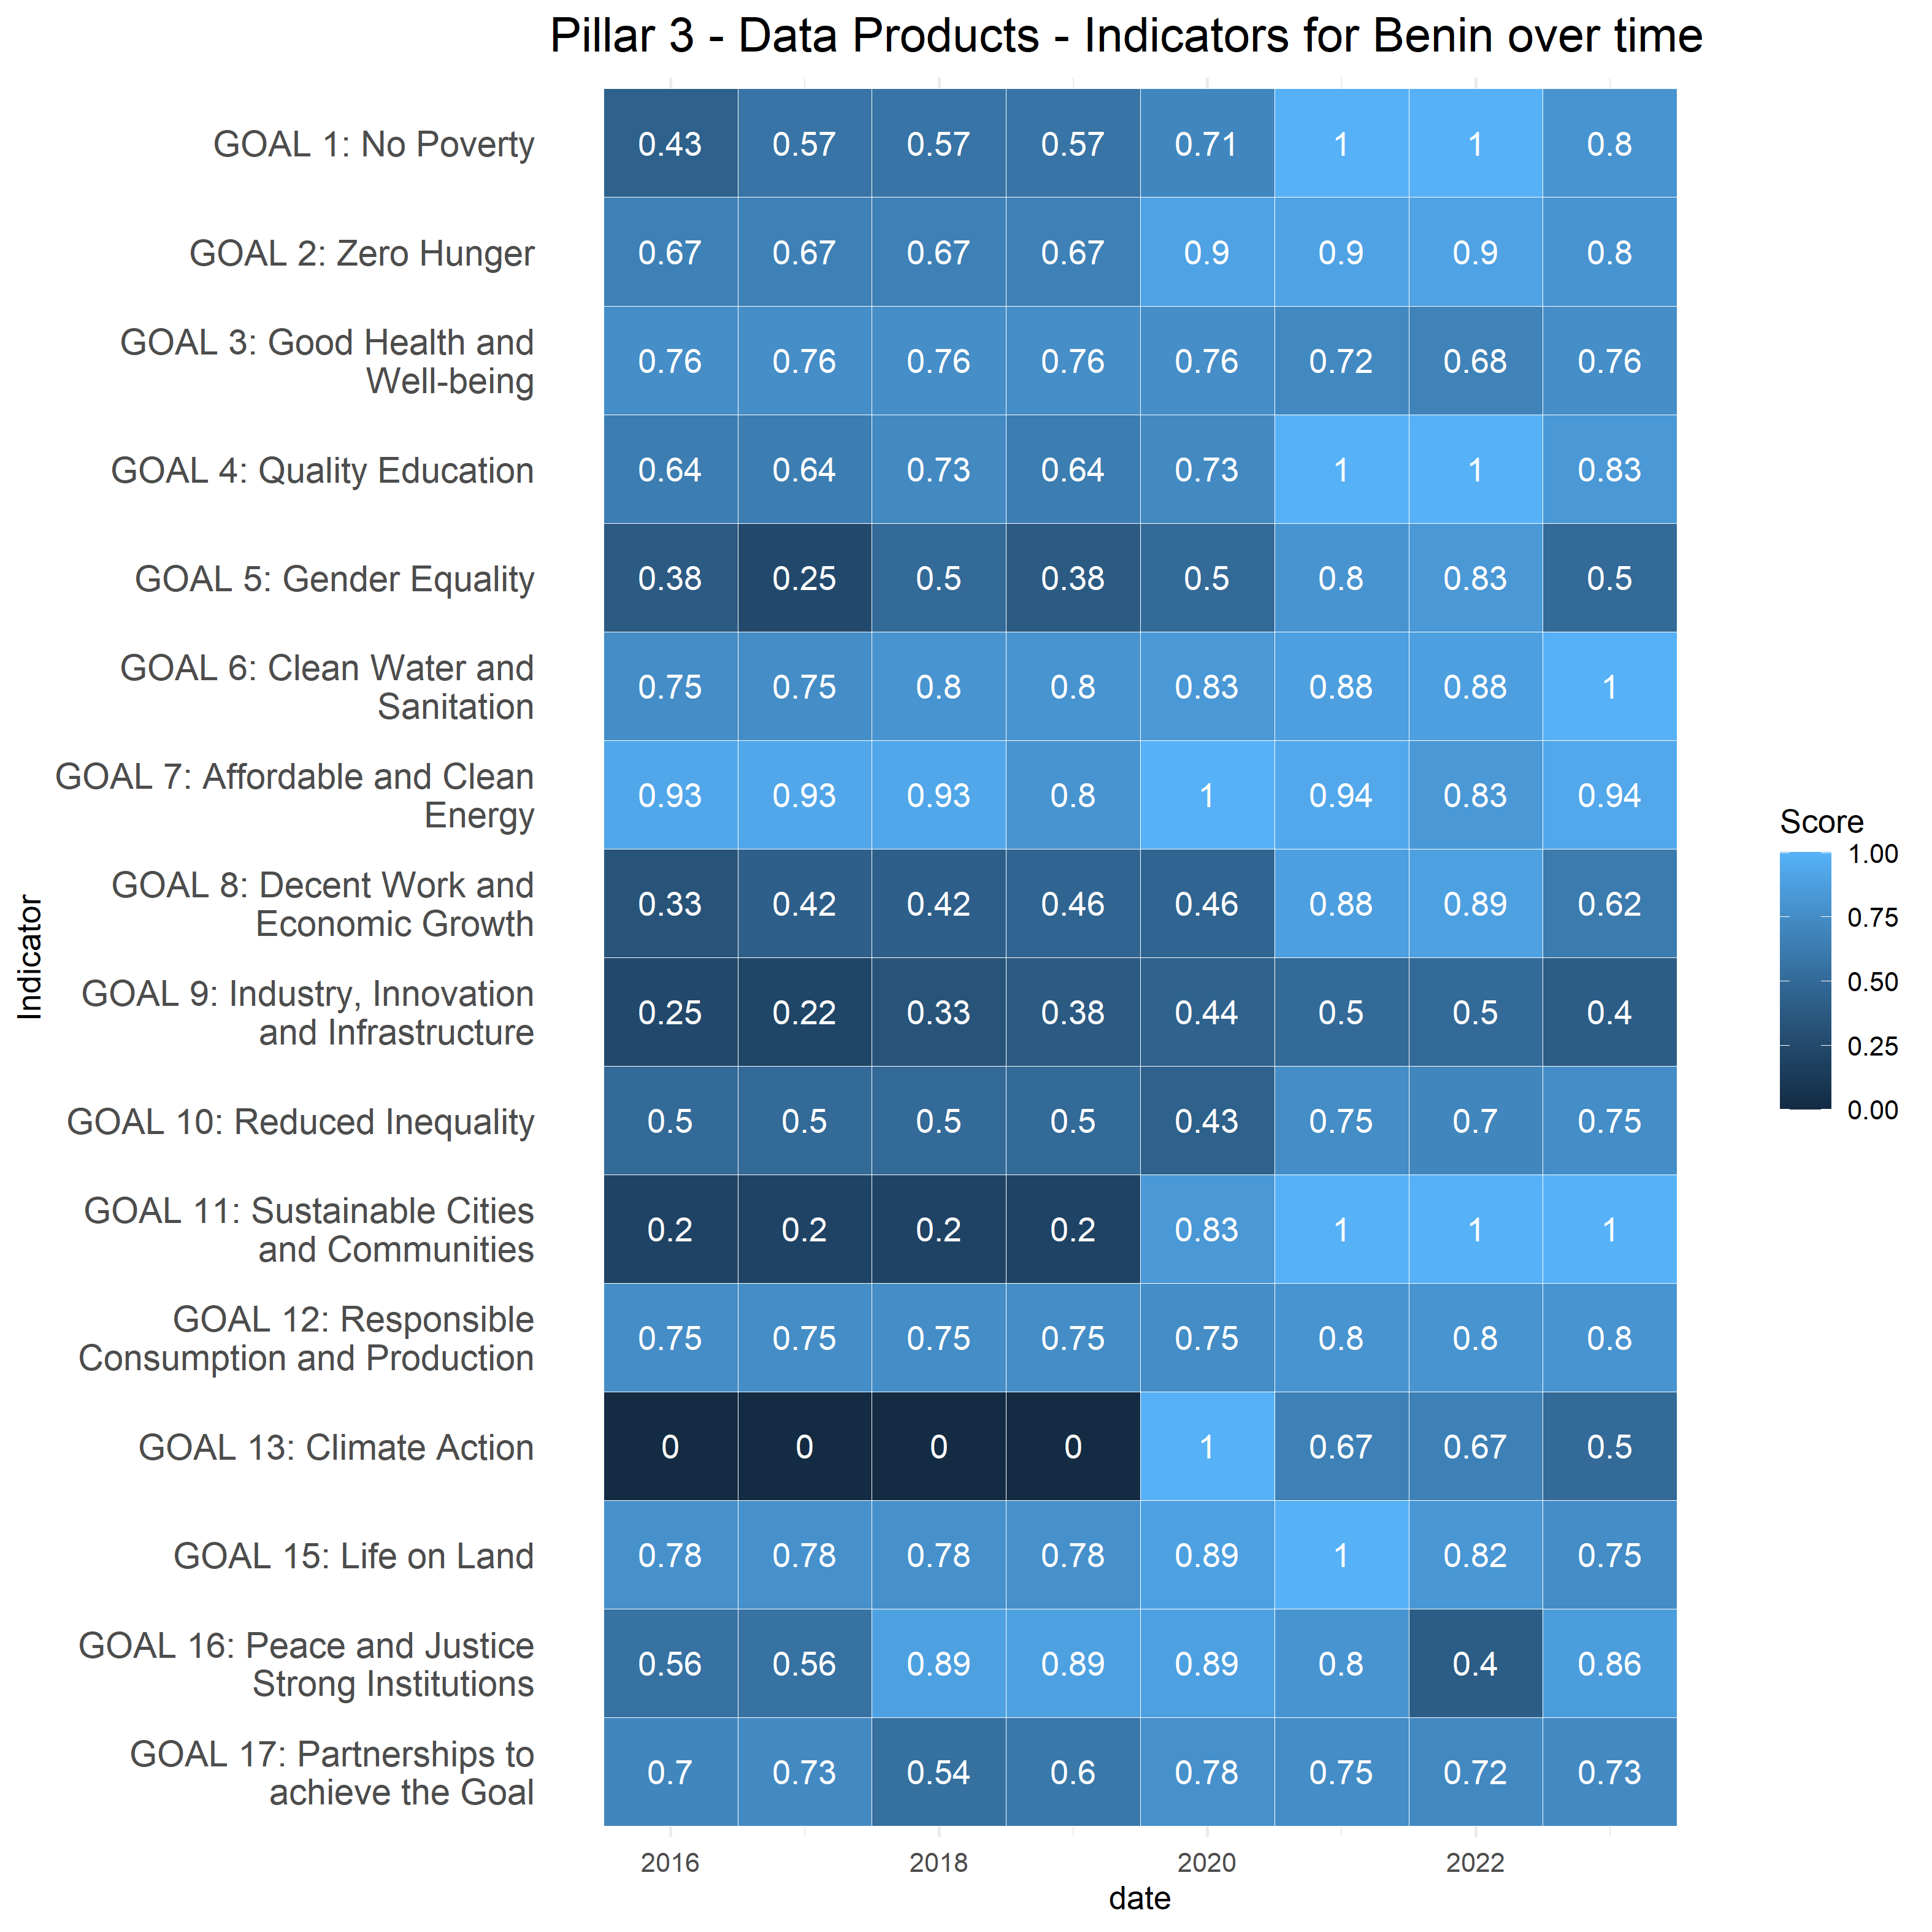 Pillar 3 - Data Products - Indicators for Benin over time
GOAL 1: No Poverty
0.43 0.57 0.57 0.57 0.71 1 1 0.8
GOAL 2: Zero Hunger
0.67 0.67 0.67 0.67 0.9 0.9 0.9 0.8
GOAL 3: Good Health and
Well-being
0.76 0.76 0.76 0.76 0.76 0.72 0.68 0.76
GOAL 4: Quality Education
0.64 0.64 0.73 0.64 0.73 1 1 0.83
GOAL 5: Gender Equality
0.38 0.25 0.5 0.38 0.5 0.8 0.83 0.5
GOAL 6: Clean Water and
Sanitation
0.75 0.75 0.8 0.8 0.83 0.88 0.88 1
GOAL 7: Affordable and Clean
Energy
0.93 0.93 0.93 0.8 1 0.94 0.83 0.94
GOAL 8: Decent Work and
Economic Growth
0.33 0.42 0.42 0.46 0.46 0.88 0.89 0.62
GOAL 9: Industry, Innovation
and Infrastructure
0.25 0.22 0.33 0.38 0.44 0.5 0.5 0.4
GOAL 10: Reduced Inequality
0.5 0.5 0.5 0.5 0.43 0.75 0.7 0.75
GOAL 11: Sustainable Cities
and Communities
0.2 0.2 0.2 0.2 0.83 1 1 1
GOAL 12: Responsible
Consumption and Production
0.75 0.75 0.75 0.75 0.75 0.8 0.8 0.8
GOAL 13: Climate Action
0 0 0 0 1 0.67 0.67 0.5
GOAL 15: Life on Land
0.78 0.78 0.78 0.78 0.89 1 0.82 0.75
GOAL 16: Peace and Justice
Strong Institutions
0.56 0.56 0.89 0.89 0.89 0.8 0.4 0.86
GOAL 17: Partnerships to
achieve the Goal
0.7 0.73 0.54 0.6 0.78 0.75 0.72 0.73
2016 2018 2020 2022
date
Indicator
Score
1.00
0.75
0.50
0.25
0.00